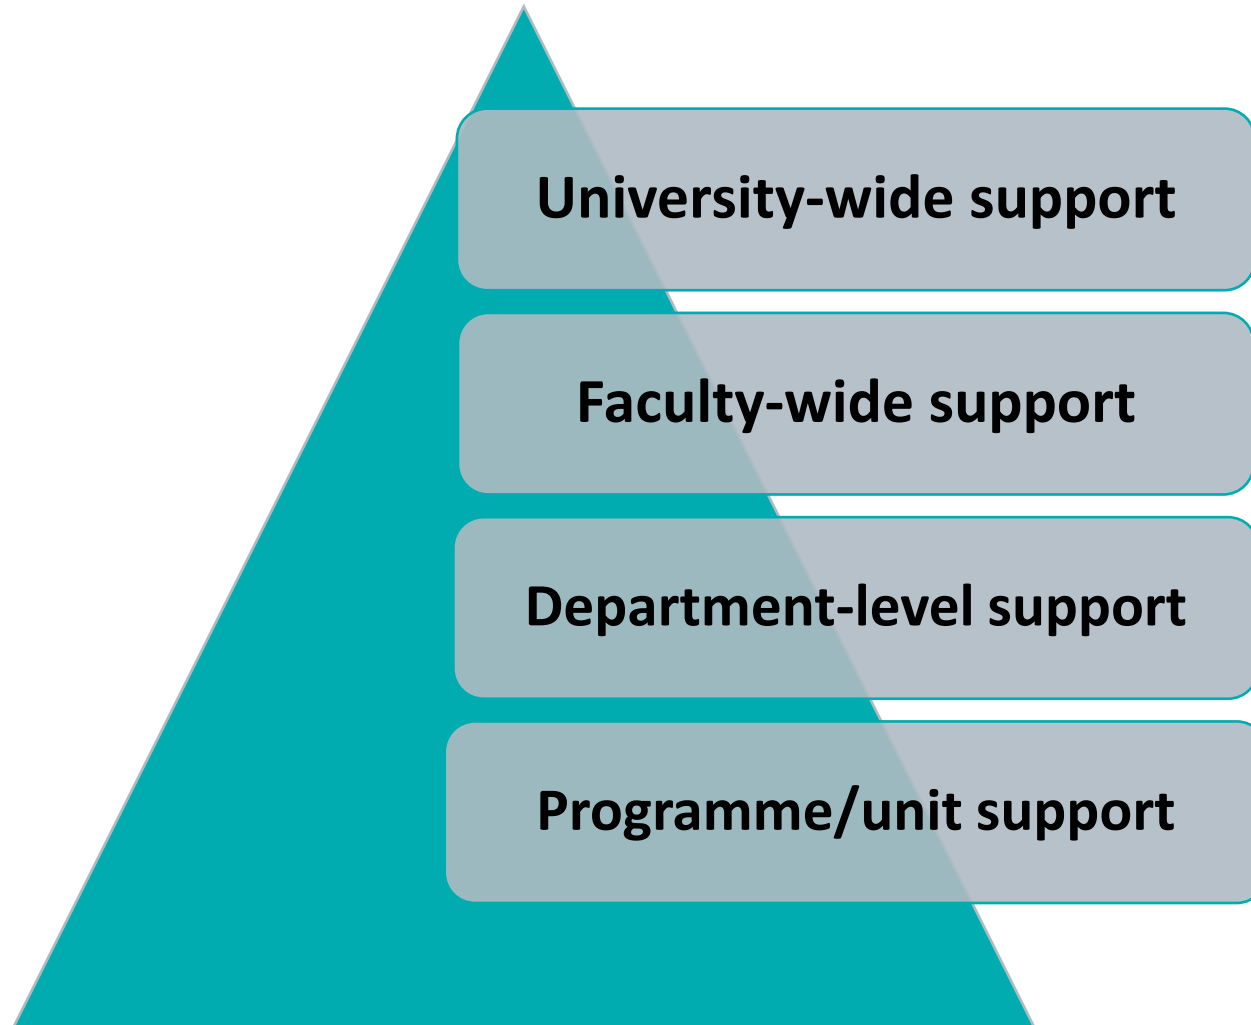 University-wide support
Faculty-wide support
Department-level support
Programme/unit support